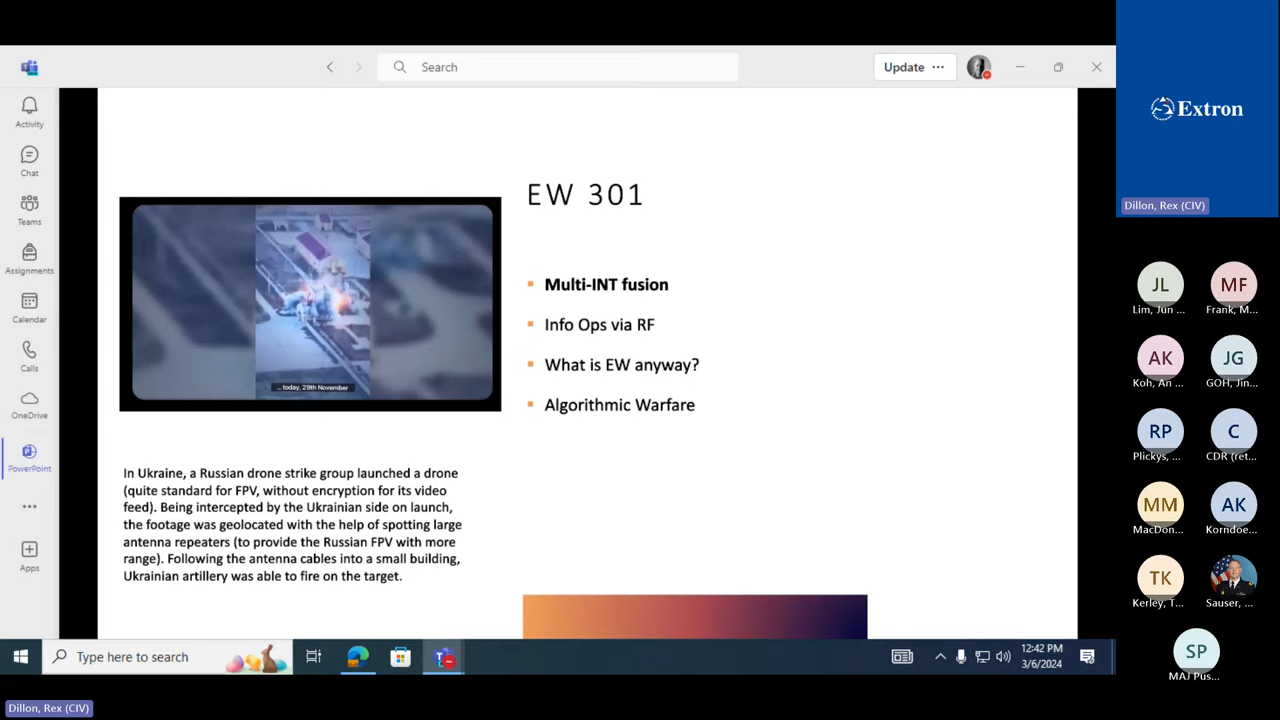 Search
Update
Extron
Dillon, Rex (CIV)
Activity
Chat
Teams
Assignments
Calendar
Calls
OneDrive
PowerPoint
Apps
EW 301
Multi-INT fusion
Info Ops via RF
What is EW anyway?
Algorithmic Warfare
... today, 29th November
In Ukraine, a Russian drone strike group launched a drone
(quite standard for FPV, without encryption for its video
feed). Being intercepted by the Ukrainian side on launch,
the footage was geolocated with the help of spotting large
antenna repeaters (to provide the Russian FPV with more
range). Following the antenna cables into a small building,
Ukrainian artillery was able to fire on the target.
JL
Lim, Jun ...
MF
Frank, M...
AK
Koh, An ...
JG
GOH, Jin...
RP
Plickys, ...
C
CDR (ret...
MM
MacDon...
AK
Korndoe...
TK
Kerley, T...
Sauser, ...
SP
MAJ Pus...
Type here to search
12:42 PM
3/6/2024
Dillon, Rex (CIV)